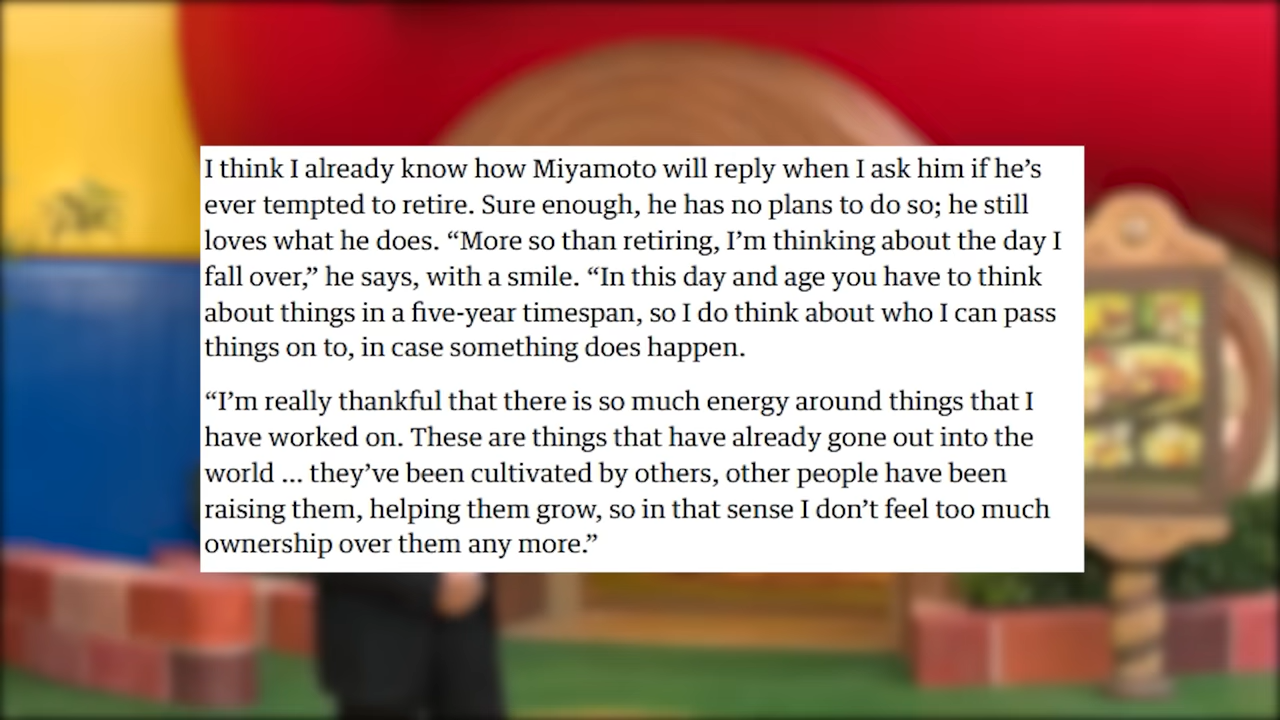 I think I already know how Miyamoto will reply when I ask him if he’s
ever tempted to retire. Sure enough, he has no plans to do so; he still
loves what he does. “More so than retiring, I’m thinking about the day I
fall over,” he says, with a smile. “In this day and age you have to think
about things in a five-year timespan, so I do think about who I can pass
things on to, in case something does happen.
“I’m really thankful that there is so much energy around things that I
have worked on. These are things that have already gone out into the
world ... they’ve been cultivated by others, other people have been
raising them, helping them grow, so in that sense I don’t feel too much
ownership over them any more.”